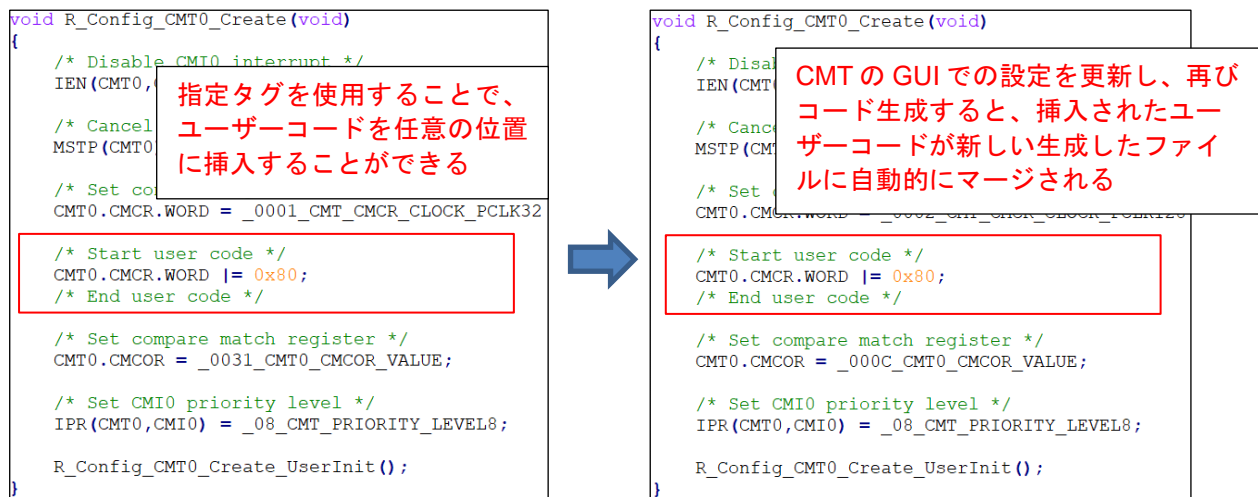 void R_Config_CMT0_Create(void)
{
/* Disable CMI0 interrupt */
IEN(CMT0,
指定タグを使用することで、
ユーザーコードを任意の位置
に挿入することができる
/* Cancel
MSTP(CMT0
/* Set
CMT0.CMCR.WORD = _0001_CMT_CMCR_CLOCK_PCLK32
/* Start user code */
CMT0.CMCR.WORD |= 0x80;
/* End user code */
/* Set compare match register */
CMT0.CMCOR = _0031_CMT0_CMCOR_VALUE;
/* Set CMI0 priority level */
IPR(CMT0,CMI0) = _08_CMT_PRIORITY_LEVEL8;
R_Config_CMT0_Create_UserInit();
}
void R_Config_CMT0_Create(void)
{
/* Disa
IEN(CMT
CMT の GUI での設定を更新し、再び
コード生成すると、挿入されたユー
ザーコードが新しい生成したファイ
ルに自動的にマージされる
/* Cance
MSTP(CM
/* Set
CMT0.CMCR.WORD = _0002_CMT_CMCR_CLOCK_PCLK128
/* Start user code */
CMT0.CMCR.WORD |= 0x80;
/* End user code */
/* Set compare match register */
CMT0.CMCOR = _000C_CMT0_CMCOR_VALUE;
/* Set CMI0 priority level */
IPR(CMT0,CMI0) = _08_CMT_PRIORITY_LEVEL8;
R_Config_CMT0_Create_UserInit();
}